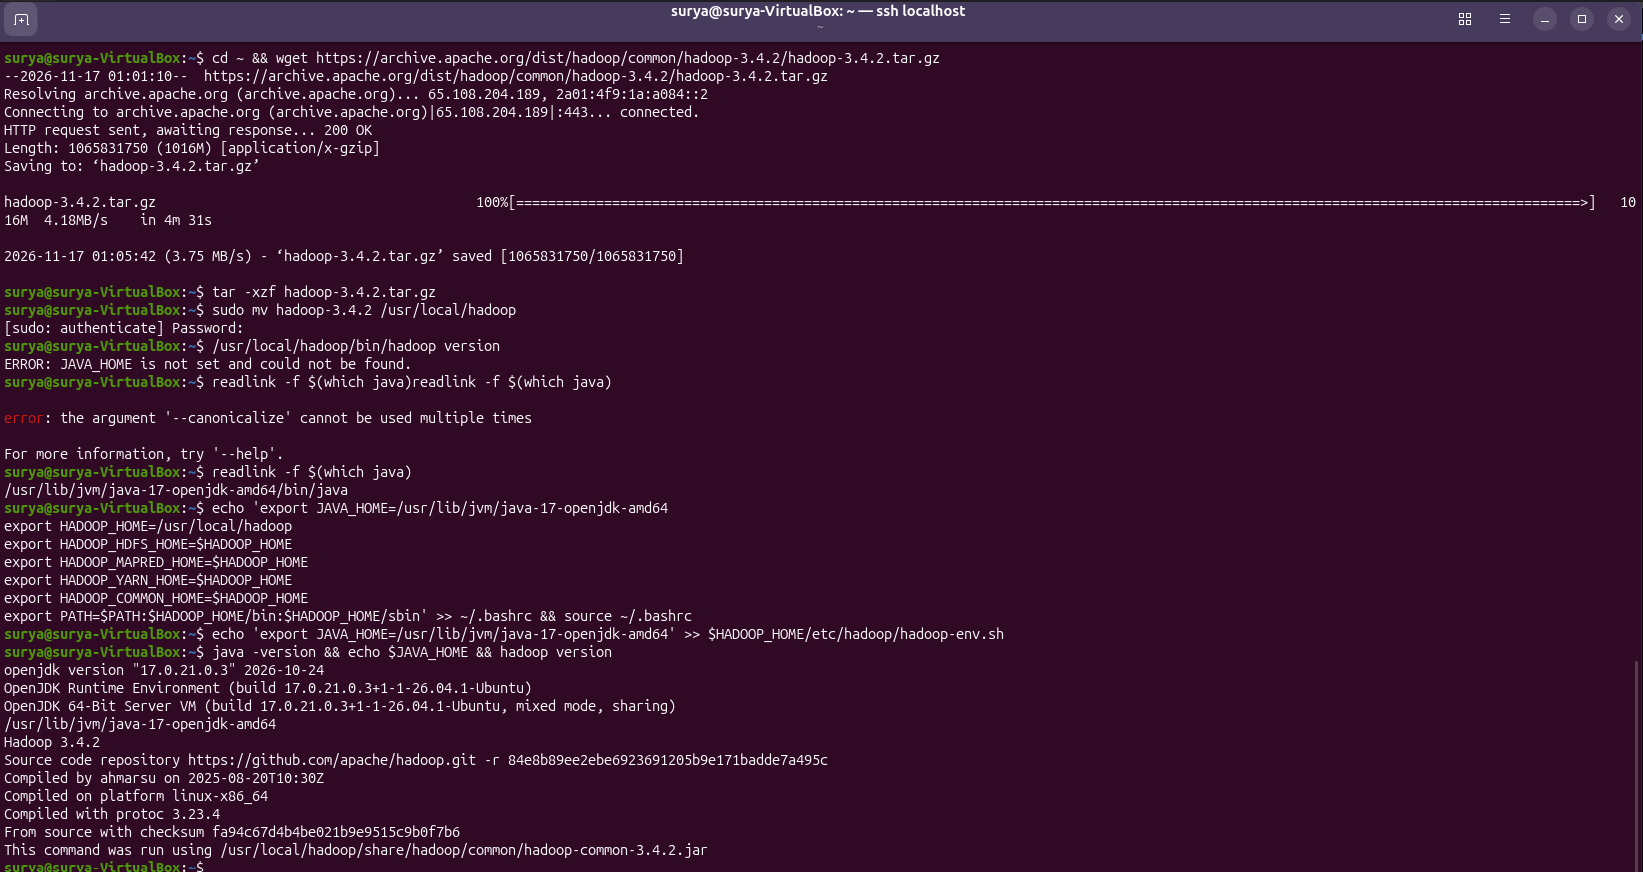 surya@surya-VirtualBox: ~ — ssh localhost
~
surya@surya-VirtualBox:~$ cd ~ && wget https://archive.apache.org/dist/hadoop/common/hadoop-3.4.2/hadoop-3.4.2.tar.gz
--2026-11-17 01:01:10--  https://archive.apache.org/dist/hadoop/common/hadoop-3.4.2/hadoop-3.4.2.tar.gz
Resolving archive.apache.org (archive.apache.org)... 65.108.204.189, 2a01:4f9:1a:a084::2
Connecting to archive.apache.org (archive.apache.org)|65.108.204.189|:443... connected.
HTTP request sent, awaiting response... 200 OK
Length: 1065831750 (1016M) [application/x-gzip]
Saving to: ‘hadoop-3.4.2.tar.gz’
hadoop-3.4.2.tar.gz 100%[=====================================================================================================================================>] 10
16M  4.18MB/s    in 4m 31s
2026-11-17 01:05:42 (3.75 MB/s) - ‘hadoop-3.4.2.tar.gz’ saved [1065831750/1065831750]
surya@surya-VirtualBox:~$ tar -xzf hadoop-3.4.2.tar.gz
surya@surya-VirtualBox:~$ sudo mv hadoop-3.4.2 /usr/local/hadoop
[sudo: authenticate] Password:
surya@surya-VirtualBox:~$ /usr/local/hadoop/bin/hadoop version
ERROR: JAVA_HOME is not set and could not be found.
surya@surya-VirtualBox:~$ readlink -f $(which java)readlink -f $(which java)
error: the argument '--canonicalize' cannot be used multiple times
For more information, try '--help'.
surya@surya-VirtualBox:~$ readlink -f $(which java)
/usr/lib/jvm/java-17-openjdk-amd64/bin/java
surya@surya-VirtualBox:~$ echo 'export JAVA_HOME=/usr/lib/jvm/java-17-openjdk-amd64
export HADOOP_HOME=/usr/local/hadoop
export HADOOP_HDFS_HOME=$HADOOP_HOME
export HADOOP_MAPRED_HOME=$HADOOP_HOME
export HADOOP_YARN_HOME=$HADOOP_HOME
export HADOOP_COMMON_HOME=$HADOOP_HOME
export PATH=$PATH:$HADOOP_HOME/bin:$HADOOP_HOME/sbin' >> ~/.bashrc && source ~/.bashrc
surya@surya-VirtualBox:~$ echo 'export JAVA_HOME=/usr/lib/jvm/java-17-openjdk-amd64' >> $HADOOP_HOME/etc/hadoop/hadoop-env.sh
surya@surya-VirtualBox:~$ java -version && echo $JAVA_HOME && hadoop version
openjdk version "17.0.21.0.3" 2026-10-24
OpenJDK Runtime Environment (build 17.0.21.0.3+1-1-26.04.1-Ubuntu)
OpenJDK 64-Bit Server VM (build 17.0.21.0.3+1-1-26.04.1-Ubuntu, mixed mode, sharing)
/usr/lib/jvm/java-17-openjdk-amd64
Hadoop 3.4.2
Source code repository https://github.com/apache/hadoop.git -r 84e8b89ee2ebe6923691205b9e171badde7a495c
Compiled by ahmarsu on 2025-08-20T10:30Z
Compiled on platform linux-x86_64
Compiled with protoc 3.23.4
From source with checksum fa94c67d4b4be021b9e9515c9b0f7b6
This command was run using /usr/local/hadoop/share/hadoop/common/hadoop-common-3.4.2.jar
surya@surya-VirtualBox:~$